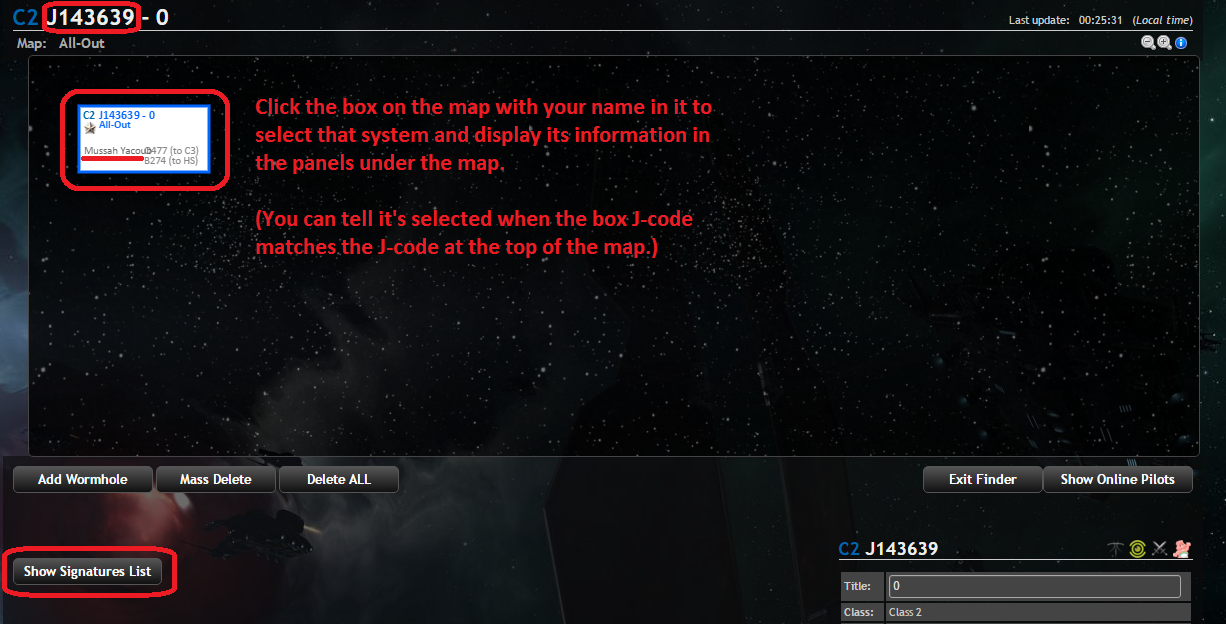 C2 J143639 - 0
Last update: 00:25:31 (Local time)
Map: All-Out
C2 J143639 - 0
All-Out
Mussah Yacoub
D477 (to C3)
B274 (to HS)
Click the box on the map with your name in it to
select that system and display its information in
the panels under the map.
(You can tell it's selected when the box J-code
matches the J-code at the top of the map.)
Add Wormhole
Mass Delete
Delete ALL
Exit Finder
Show Online Pilots
Show Signatures List
C2 J143639
Title: 0
Class: Class 2